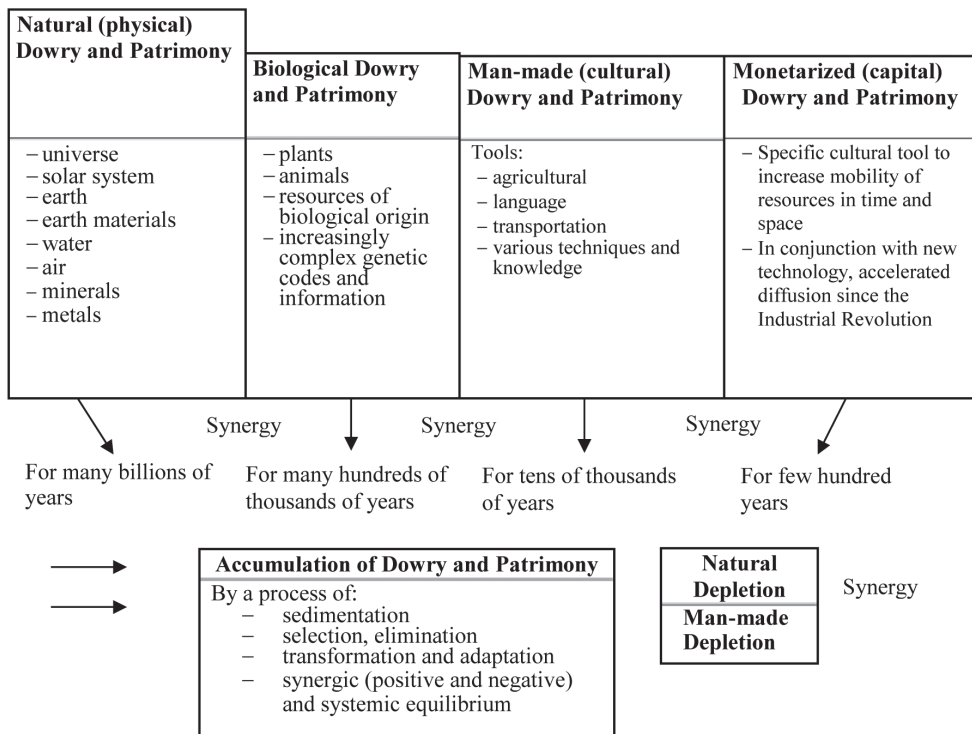 Natural (physical)
Dowry and Patrimony
– universe
– solar system
– earth
– earth materials
– water
– air
– minerals
– metals
Biological Dowry
and Patrimony
– plants
– animals
– resources of
biological origin
– increasingly
complex genetic
codes and
information
Man-made (cultural)
Dowry and Patrimony
Tools:
– agricultural
– language
– transportation
– various techniques and
knowledge
Monetarized (capital)
Dowry and Patrimony
– Specific cultural tool to
increase mobility of
resources in time and
space
– In conjunction with new
technology, accelerated
diffusion since the
Industrial Revolution
Synergy
Synergy
Synergy
For many billions of
years
For many hundreds of
thousands of years
For tens of thousands
of years
For few hundred
years
Accumulation of Dowry and Patrimony
By a process of:
– sedimentation
– selection, elimination
– transformation and adaptation
– synergic (positive and negative)
and systemic equilibrium
Natural
Depletion
Man-made
Depletion
Synergy